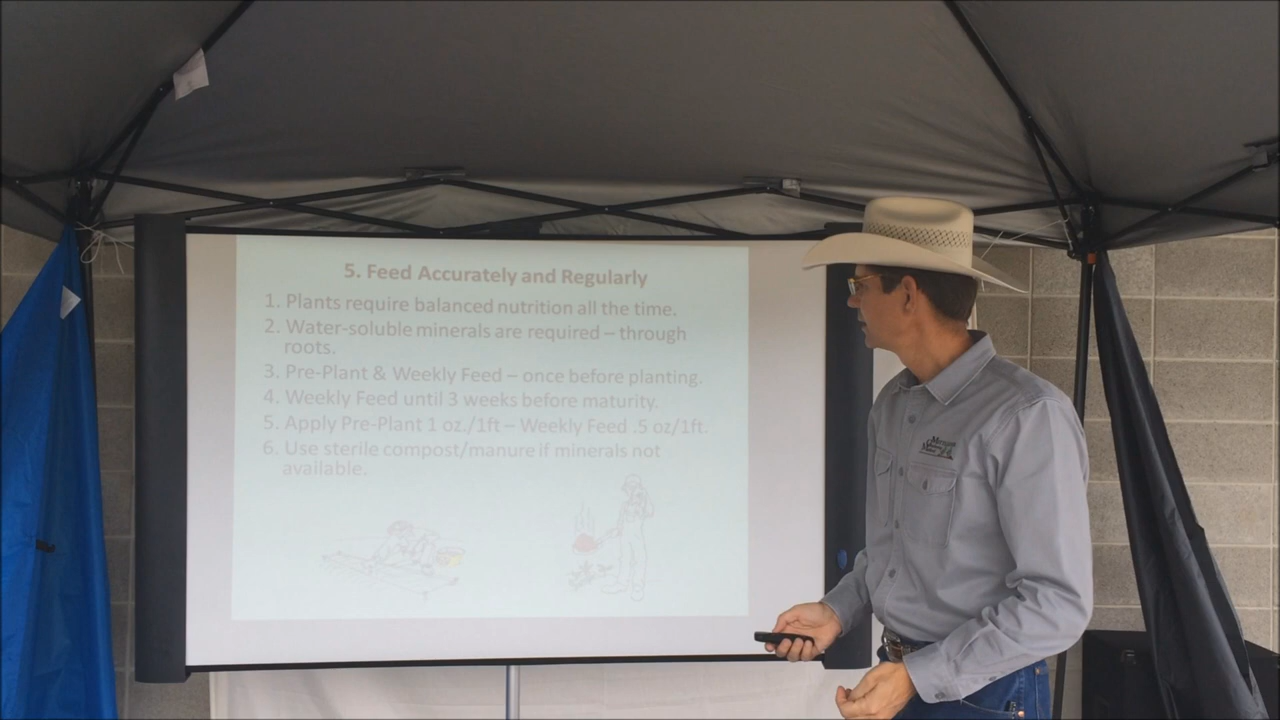 5. Feed Accurately and Regularly
1. Plants require balanced nutrition all the time.
2. Water-soluble minerals are required – through
roots.
3. Pre-Plant & Weekly Feed – once before planting.
4. Weekly Feed until 3 weeks before maturity.
5. Apply Pre-Plant 1 oz./1ft – Weekly Feed .5 oz/1ft.
6. Use sterile compost/manure if minerals not
available.